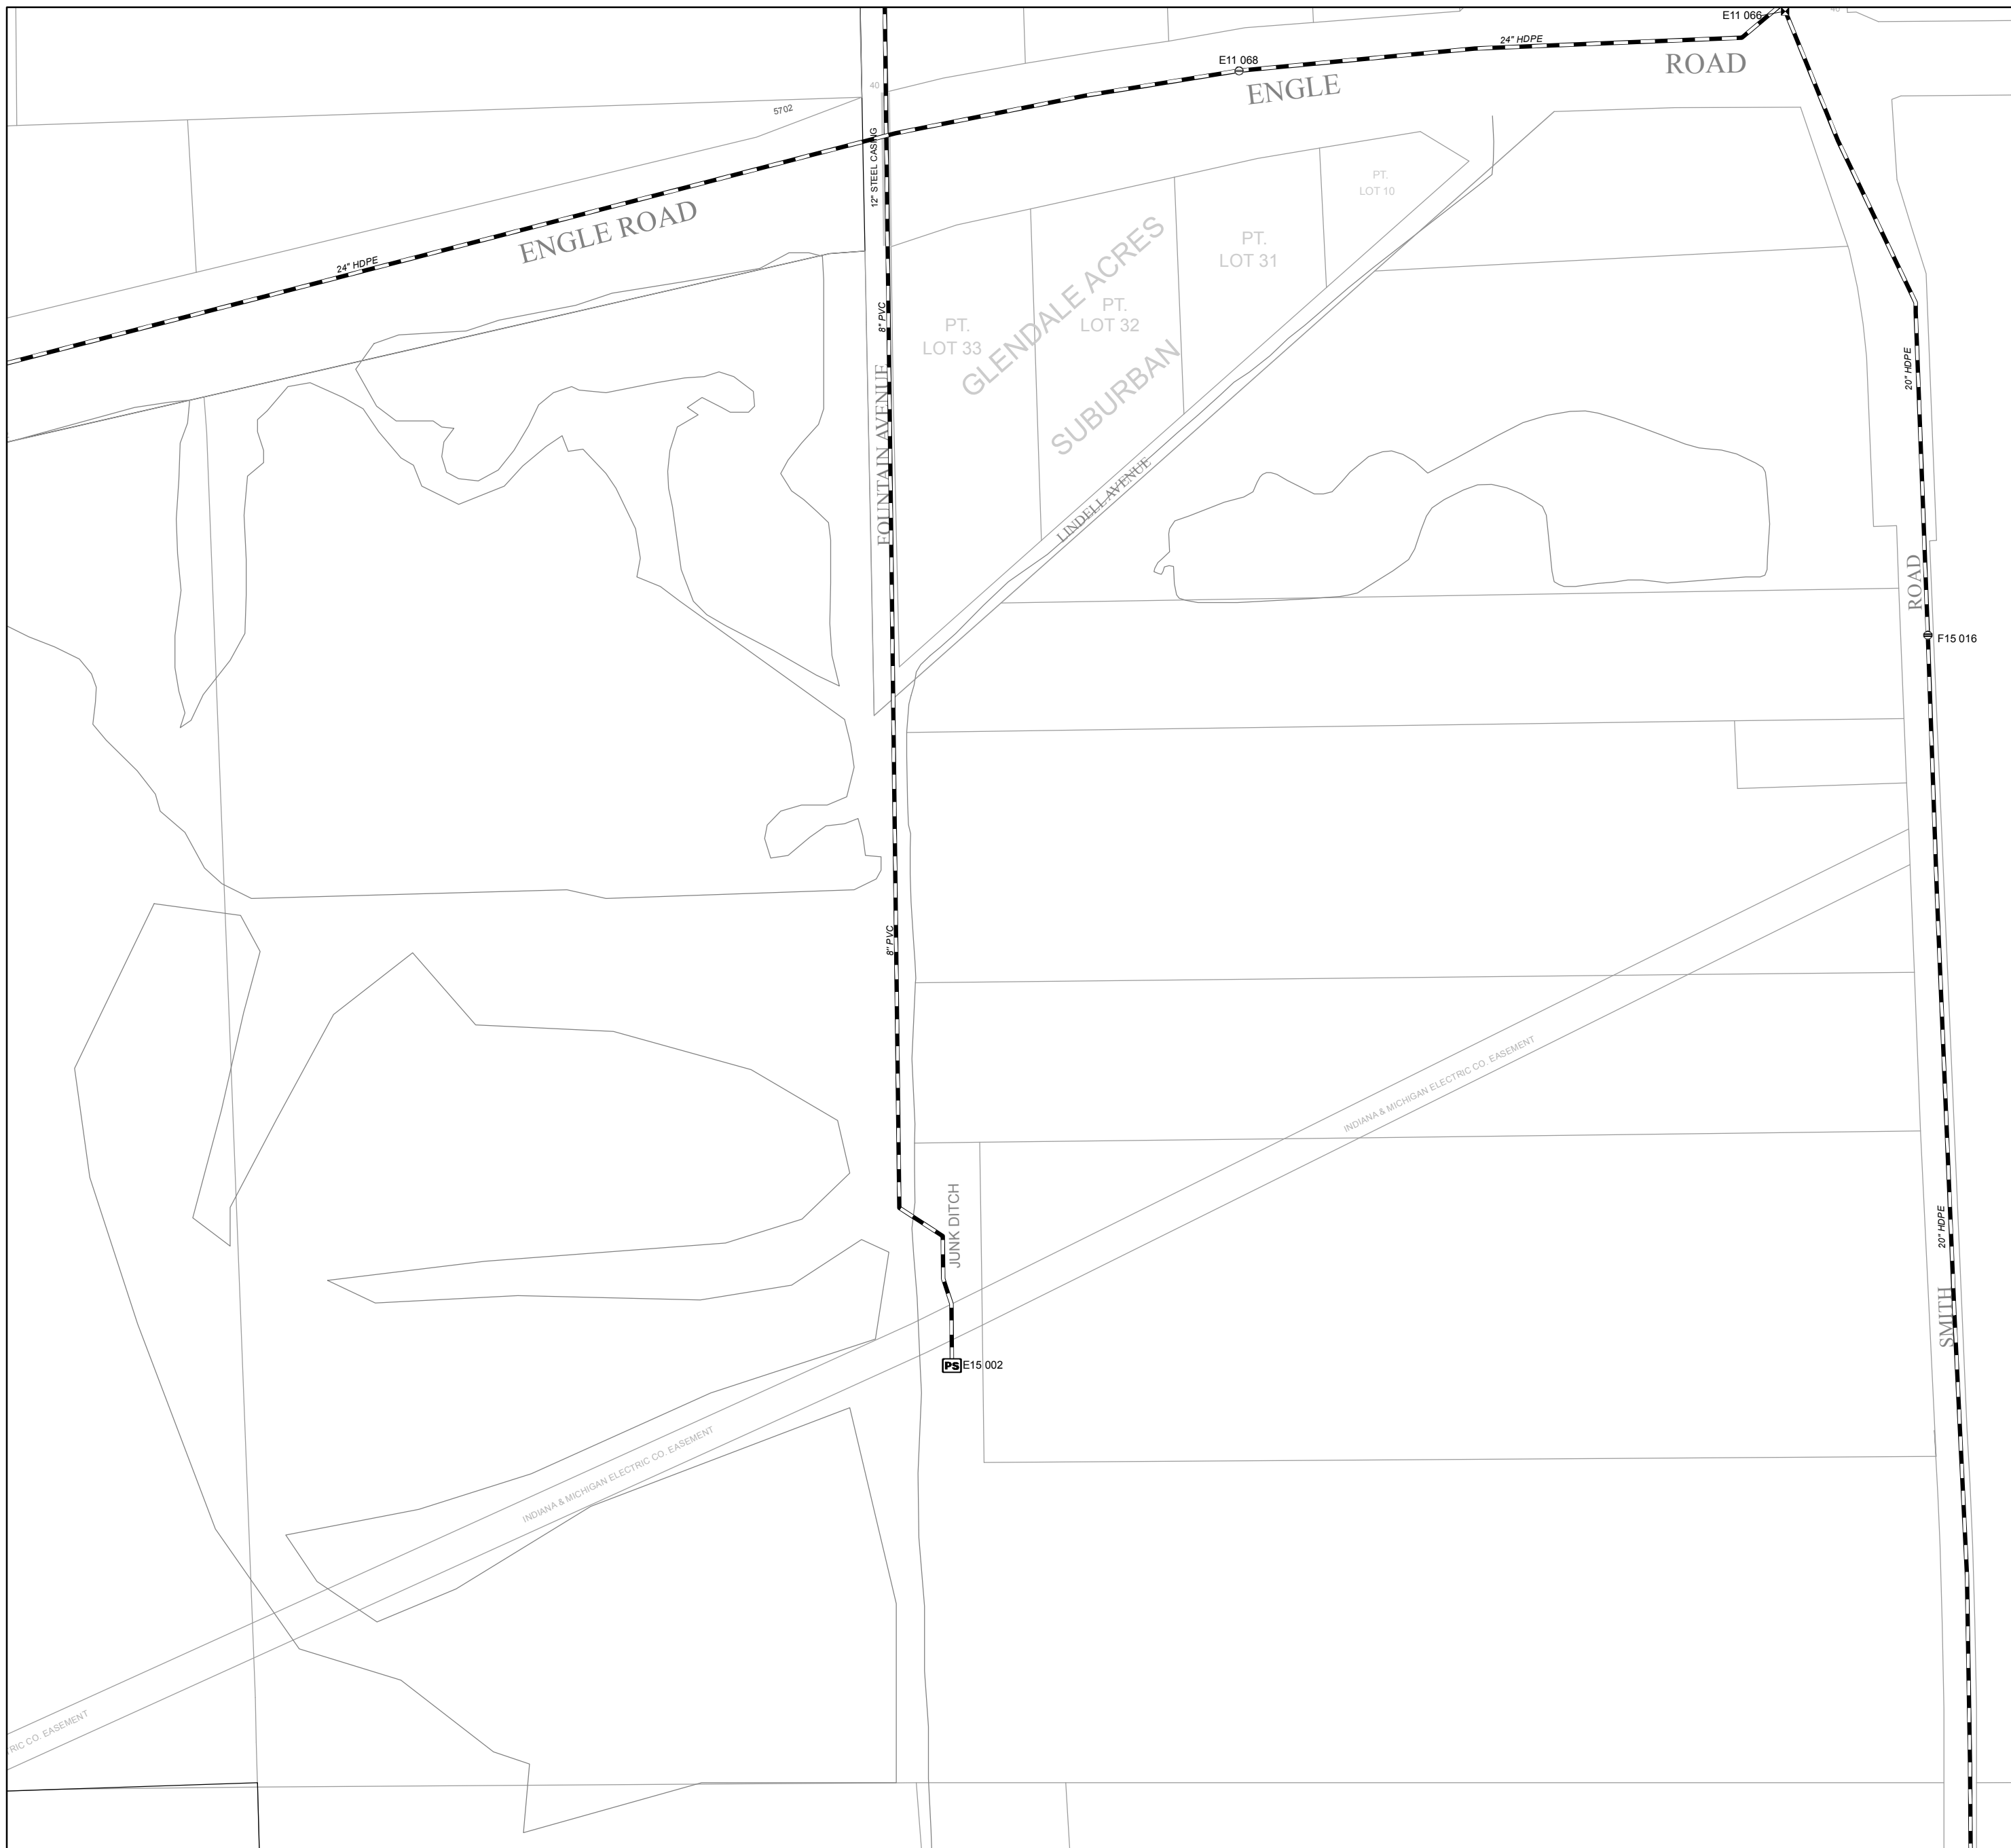 E11 066
40
24" HDPE
ROAD
E11 068
ENGLE
40
5702
12" STEEL CASING
PT.
LOT 10
ENGLE ROAD
24" HDPE
PT.
LOT 31
GLENDALE ACRES
PT.
LOT 32
8" PVC
PT.
LOT 33
SUBURBAN
20" HDPE
FOUNTAIN AVENUE
LINDELL AVENUE
ROAD
F15 016
8" PVC
INDIANA & MICHIGAN ELECTRIC CO. EASEMENT
JUNK DITCH
20" HDPE
SMITH
PS E15 002
INDIANA & MICHIGAN ELECTRIC CO. EASEMENT
TRIC CO. EASEMENT